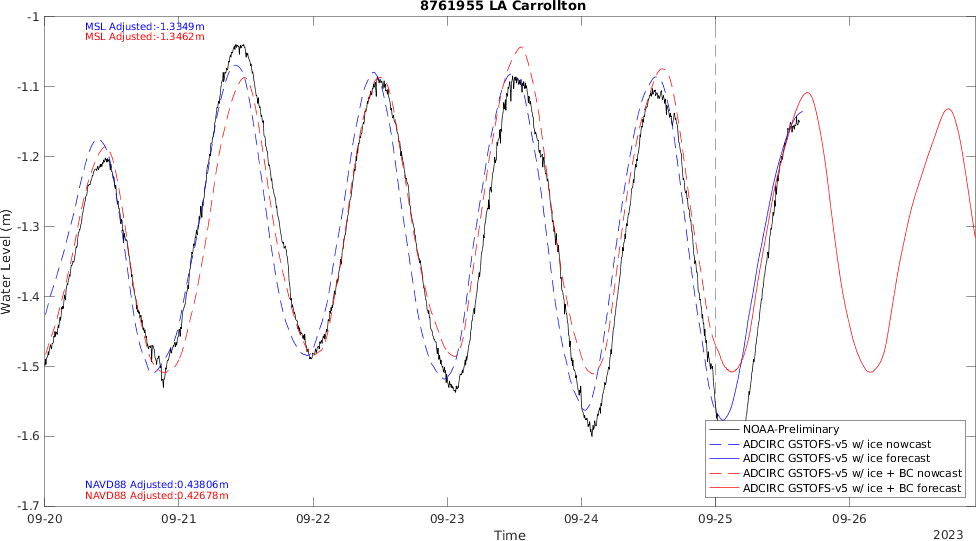 8761955 LA Carrollton
MSL Adjusted:-1.3349m
MSL Adjusted:-1.3462m
-1
-1.1
-1.2
-1.3
-1.4
-1.5
-1.6
-1.7
Water Level (m)
NAVD88 Adjusted:0.43806m
NAVD88 Adjusted:0.42678m
NOAA-Preliminary
ADCIRC GSTOFS-v5 w/ ice nowcast
ADCIRC GSTOFS-v5 w/ ice forecast
ADCIRC GSTOFS-v5 w/ ice + BC nowcast
ADCIRC GSTOFS-v5 w/ ice + BC forecast
09-20 09-21 09-22 09-23 09-24 09-25 09-26
Time
2023